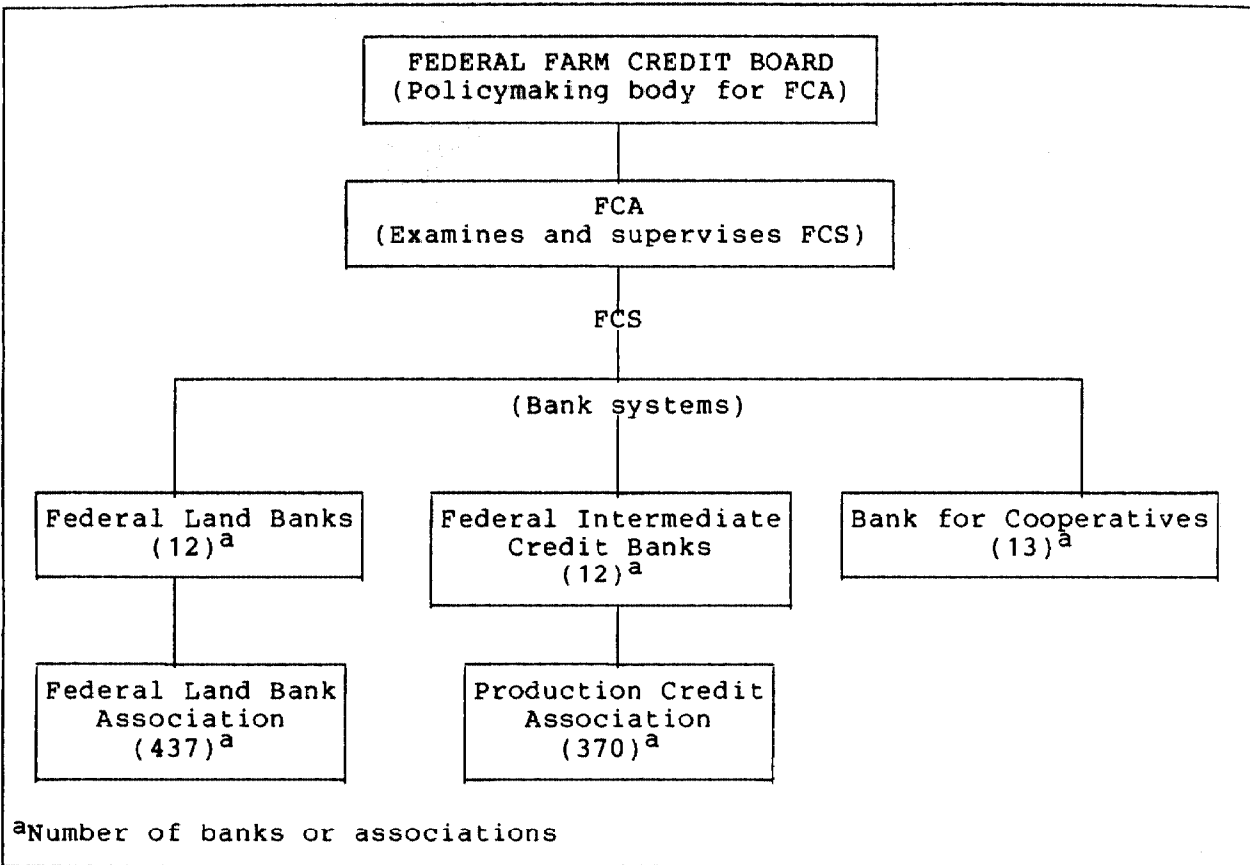 FEDERAL FARM CREDIT BOARD
(Policymaking body for FCA)
FCA
(Examines and supervises FCS)
FCS
(Bank systems)
Federal Land Banks
(12)a
Federal Intermediate
Credit Banks
(12)a
Bank for Cooperatives
(13)a
Federal Land Bank
Association
(437)a
Production Credit
Association
(370)a
aNumber of banks or associations